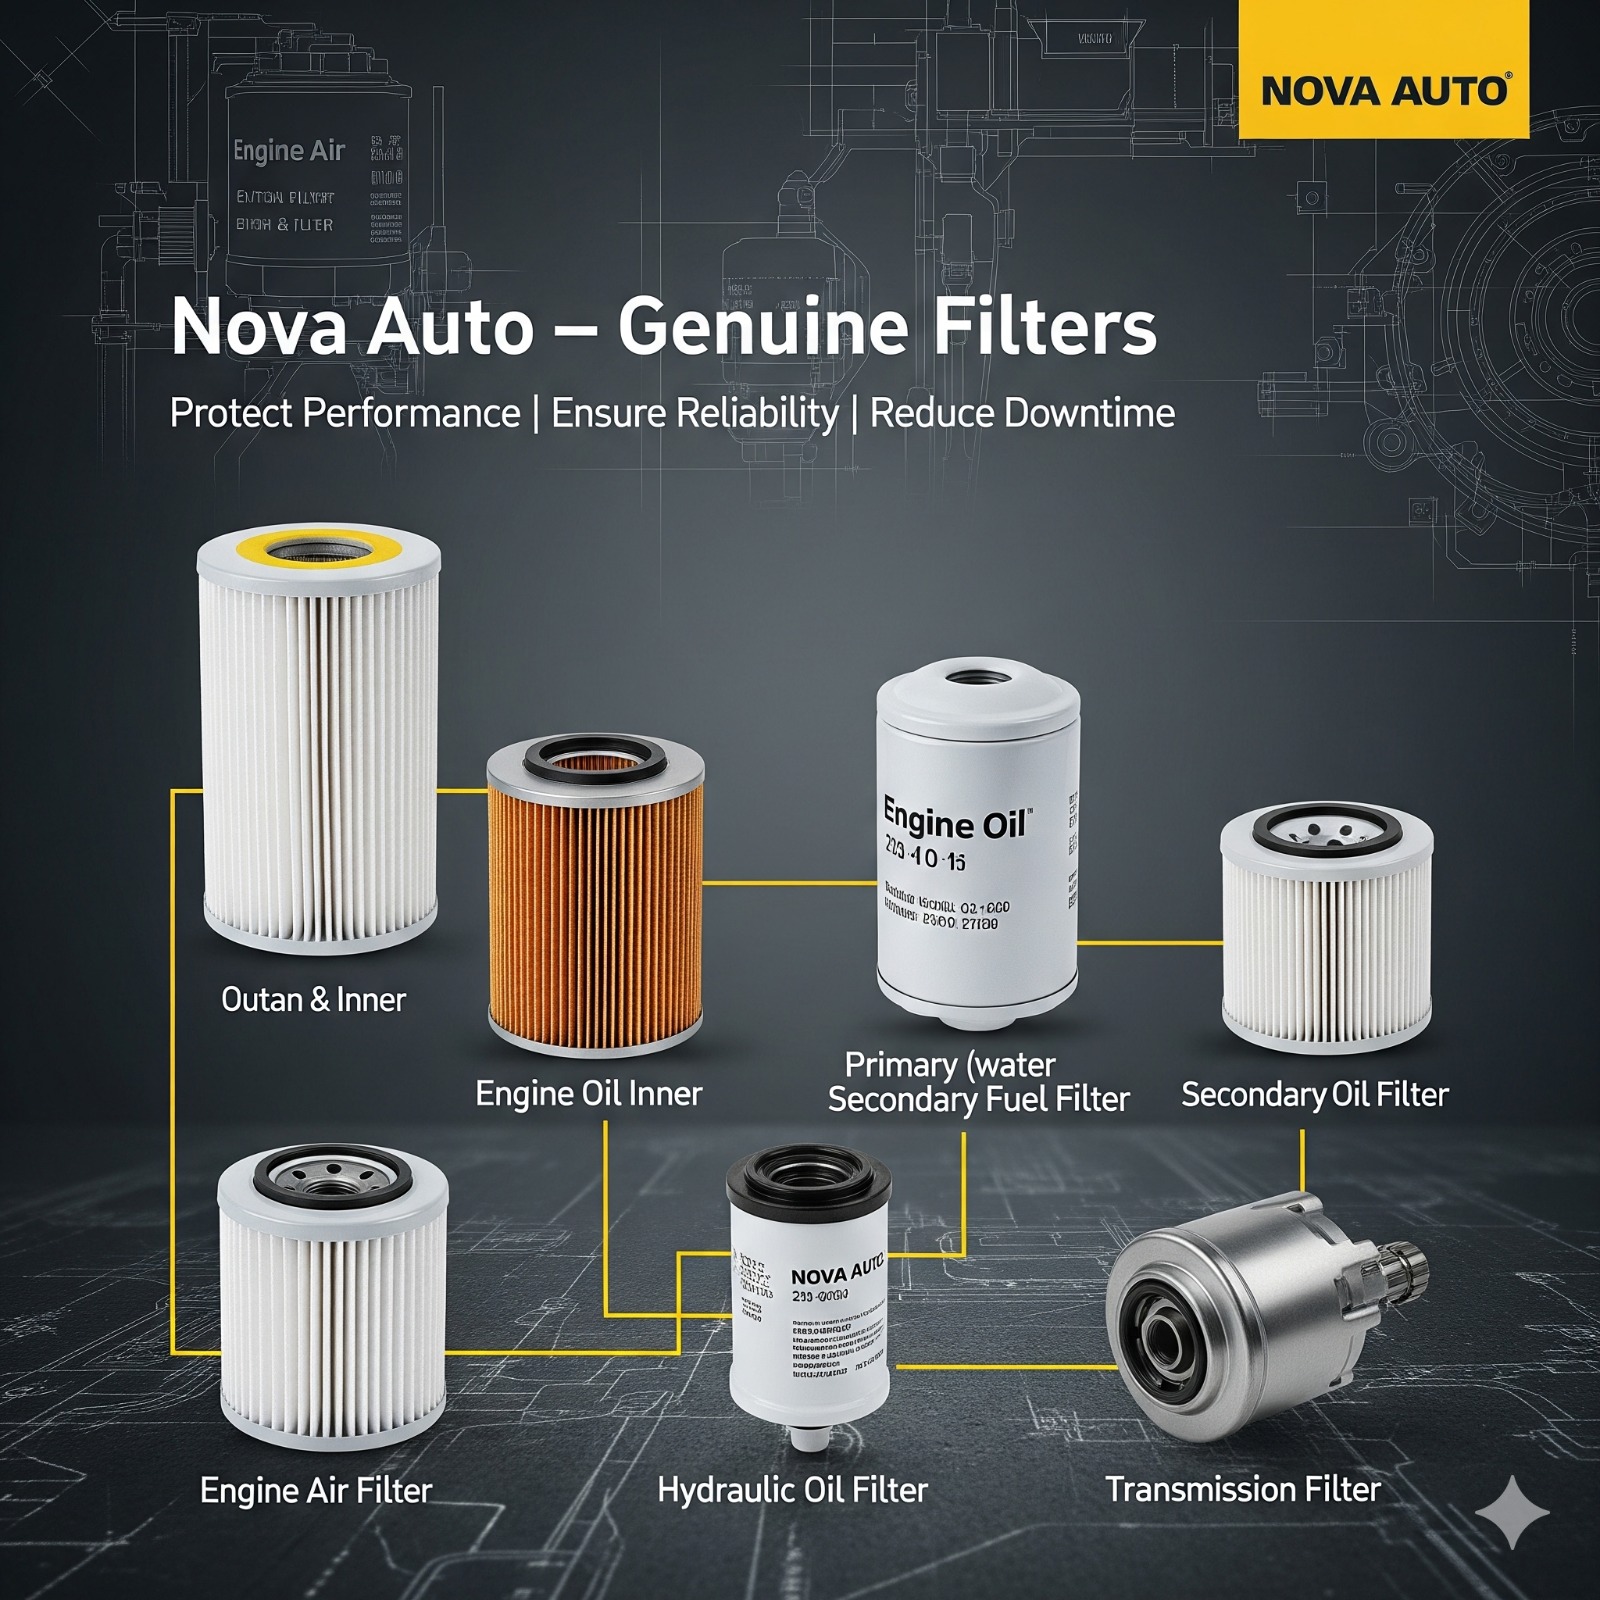 NOVA AUTO®
Engine Air
Nova Auto – Genuine Filters
Protect Performance | Ensure Reliability | Reduce Downtime
Engine Oil
Outan & Inner
Engine Oil Inner
Primary (water
Secondary Fuel Filter
Secondary Oil Filter
NOVA AUTO
Engine Air Filter
Hydraulic Oil Filter
Transmission Filter